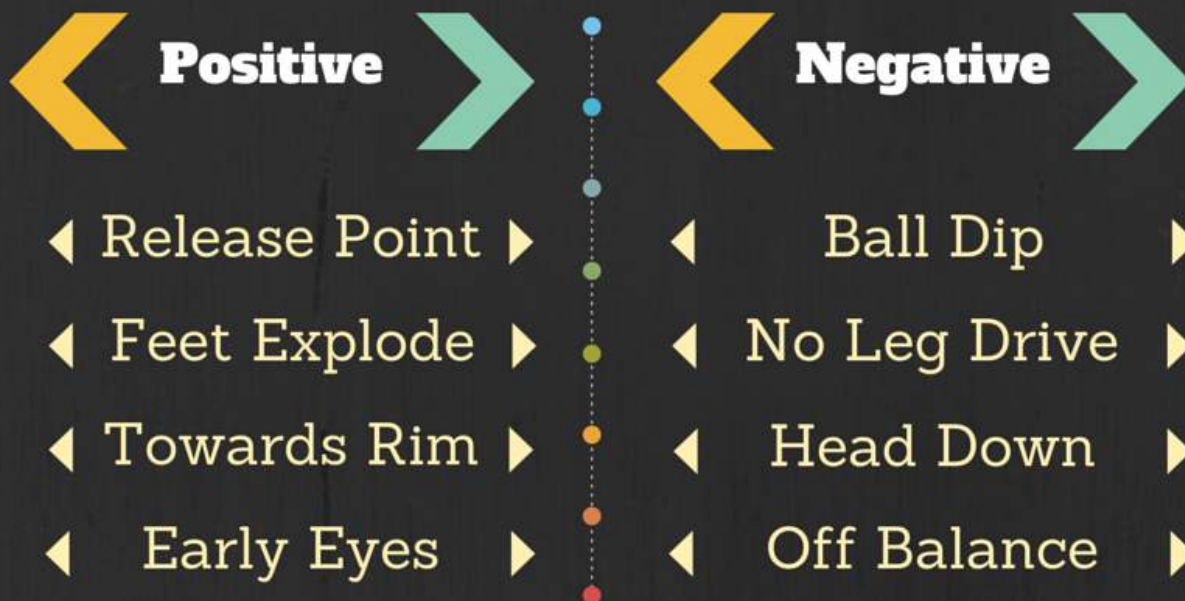 Positive
Release Point
Feet Explode
Towards Rim
Early Eyes
Negative
Ball Dip
No Leg Drive
Head Down
Off Balance